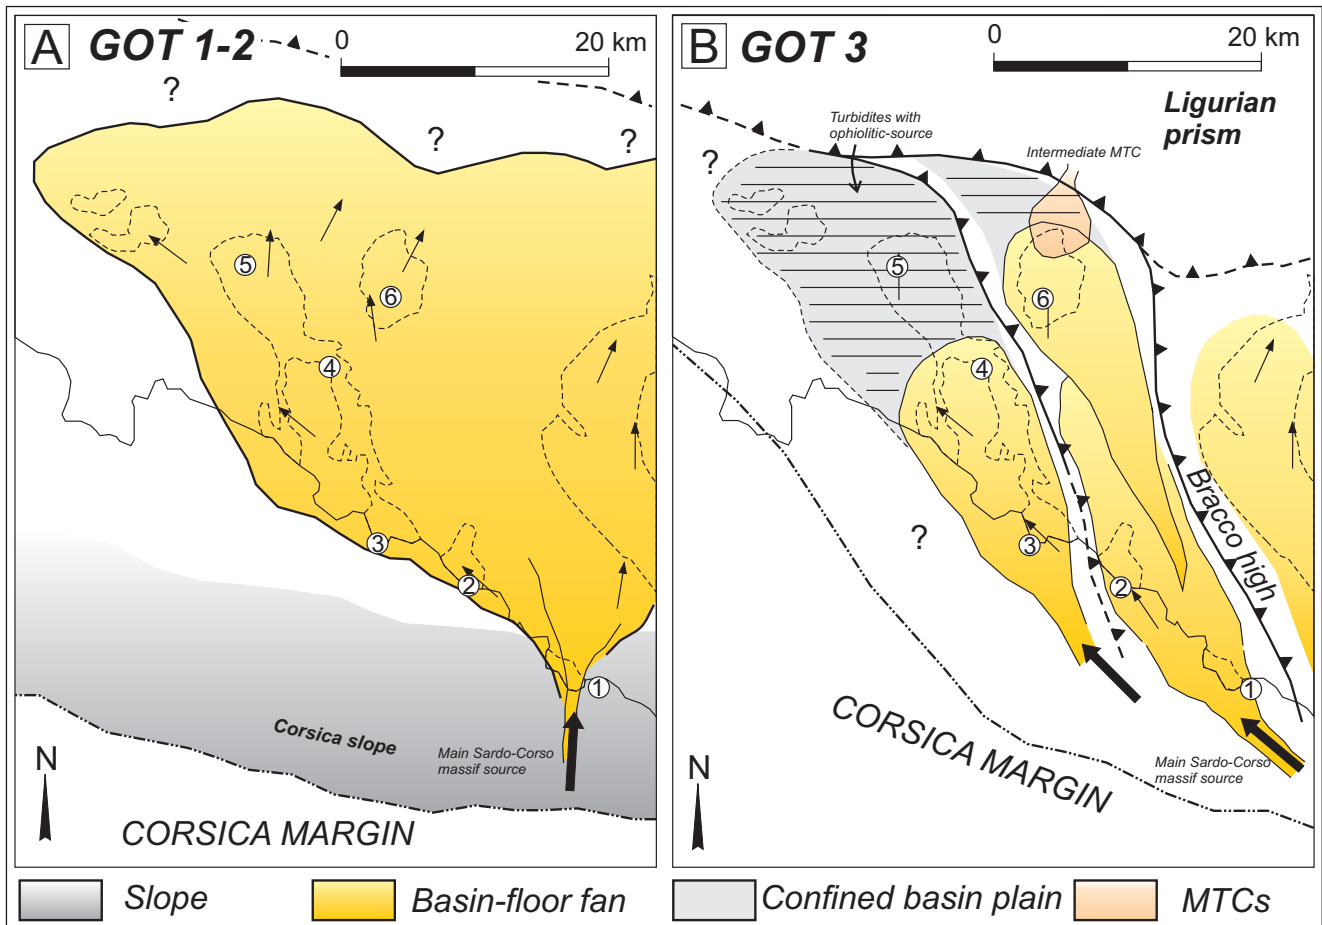 A GOT 1-2
0 20 km
?
?
?
5
6
4
3
2
1
Corsica slope
Main Sardo-Corso
massif source
N
CORSICA MARGIN
B GOT 3
0 20 km
Ligurian
prism
Turbidites with
ophiolitic-source
Intermediate MTC
?
5
6
4
3
2
1
?
Bracco high
CORSICA MARGIN
Main Sardo-Corso
massif source
N
Slope
Basin-floor fan
Confined basin plain
MTCs